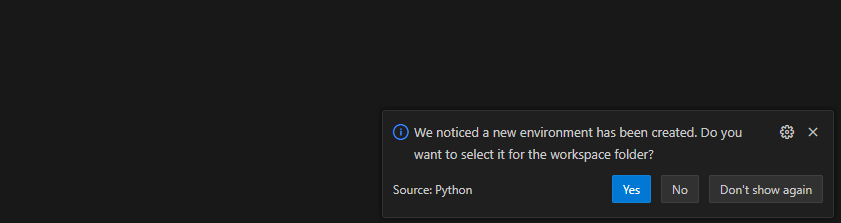 We noticed a new environment has been created. Do you
want to select it for the workspace folder?
Source: Python
Yes
No
Don't show again